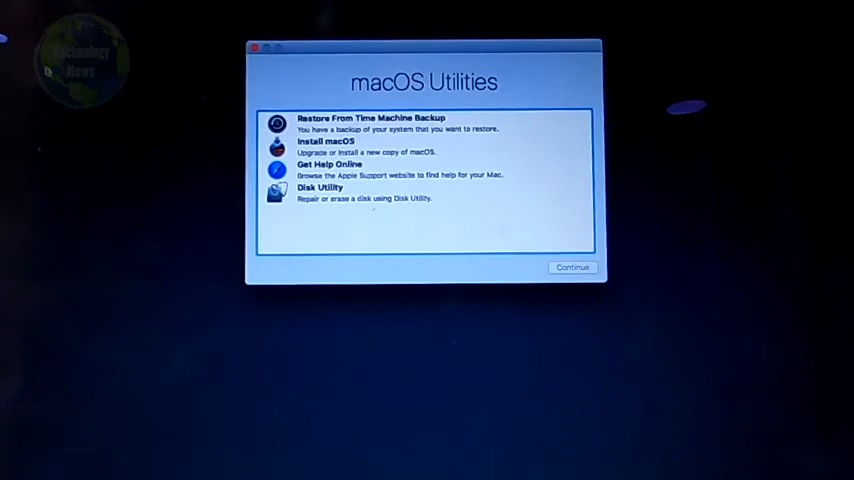 Technology
News
macOS Utilities
Restore From Time Machine Backup
You have a backup of your system that you want to restore.
Install macOS
Upgrade or install a new copy of macOS.
Get Help Online
Browse the Apple Support website to find help for your Mac.
Disk Utility
Repair or erase a disk using Disk Utility.
Continue